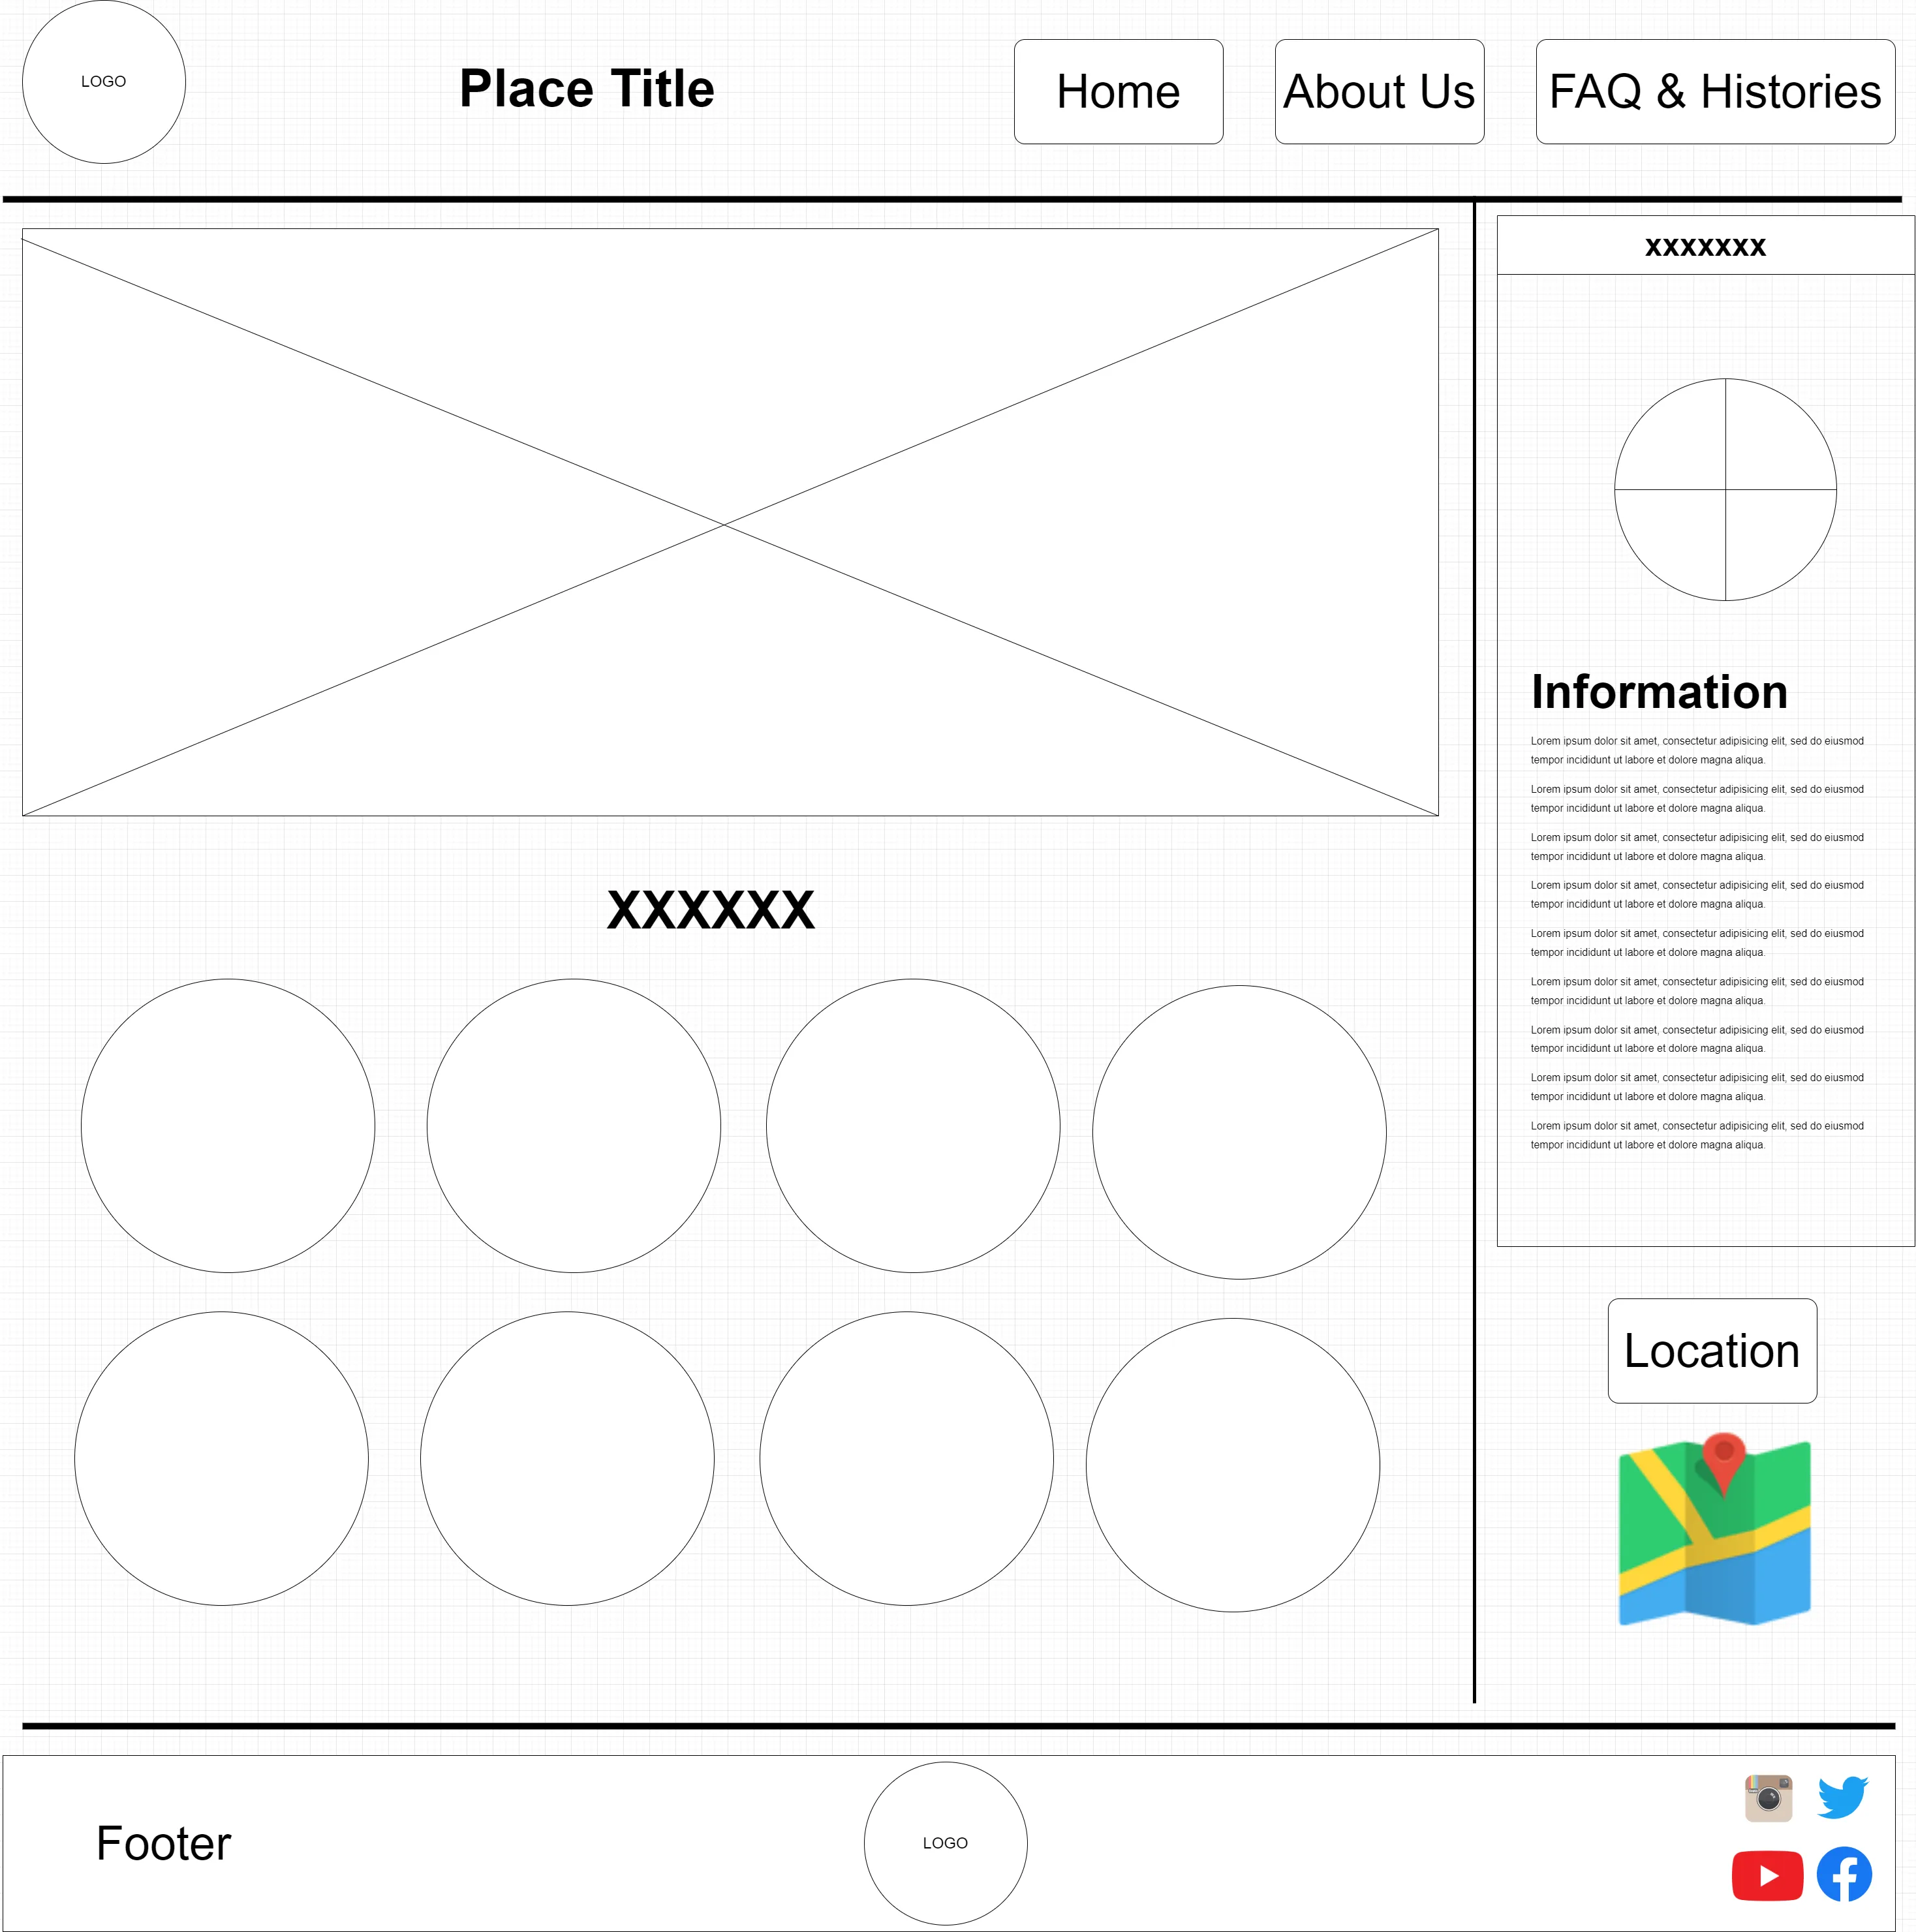 LOGO
Place Title
Home
About Us
FAQ & Histories
xxxxxxx
Information
Lorem ipsum dolor sit amet, consectetur adipisicing elit, sed do eiusmod
tempor incididunt ut labore et dolore magna aliqua.
Lorem ipsum dolor sit amet, consectetur adipisicing elit, sed do eiusmod
tempor incididunt ut labore et dolore magna aliqua.
Lorem ipsum dolor sit amet, consectetur adipisicing elit, sed do eiusmod
tempor incididunt ut labore et dolore magna aliqua.
Lorem ipsum dolor sit amet, consectetur adipisicing elit, sed do eiusmod
tempor incididunt ut labore et dolore magna aliqua.
Lorem ipsum dolor sit amet, consectetur adipisicing elit, sed do eiusmod
tempor incididunt ut labore et dolore magna aliqua.
Lorem ipsum dolor sit amet, consectetur adipisicing elit, sed do eiusmod
tempor incididunt ut labore et dolore magna aliqua.
Lorem ipsum dolor sit amet, consectetur adipisicing elit, sed do eiusmod
tempor incididunt ut labore et dolore magna aliqua.
Lorem ipsum dolor sit amet, consectetur adipisicing elit, sed do eiusmod
tempor incididunt ut labore et dolore magna aliqua.
Lorem ipsum dolor sit amet, consectetur adipisicing elit, sed do eiusmod
tempor incididunt ut labore et dolore magna aliqua.
XXXXXX
Location
Footer
LOGO